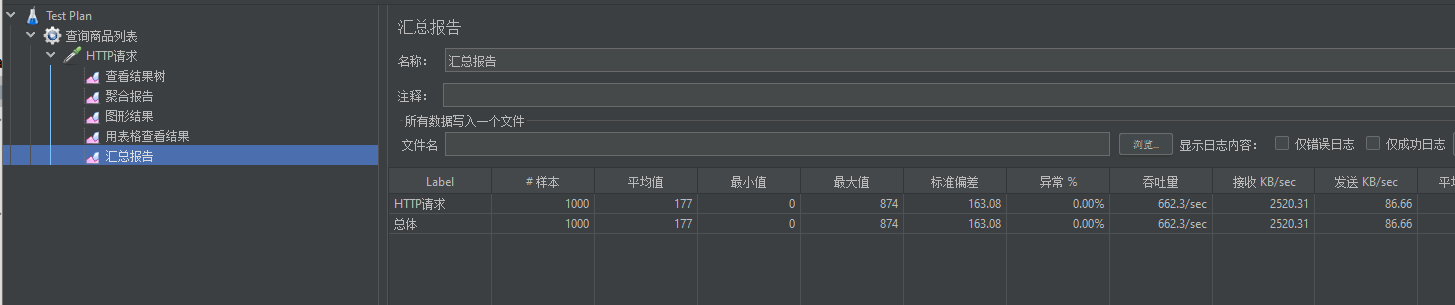 Test Plan
查询商品列表
HTTP请求
查看结果树
聚合报告
图形结果
用表格查看结果
汇总报告
汇总报告
名称： 汇总报告
注释：
所有数据写入一个文件
文件名 浏览... 显示日志内容： 仅错误日志 仅成功日志
Label # 样本 平均值 最小值 最大值 标准偏差 异常 % 吞吐量 接收 KB/sec 发送 KB/sec
HTTP请求 1000 177 0 874 163.08 0.00% 662.3/sec 2520.31 86.66
总体 1000 177 0 874 163.08 0.00% 662.3/sec 2520.31 86.66